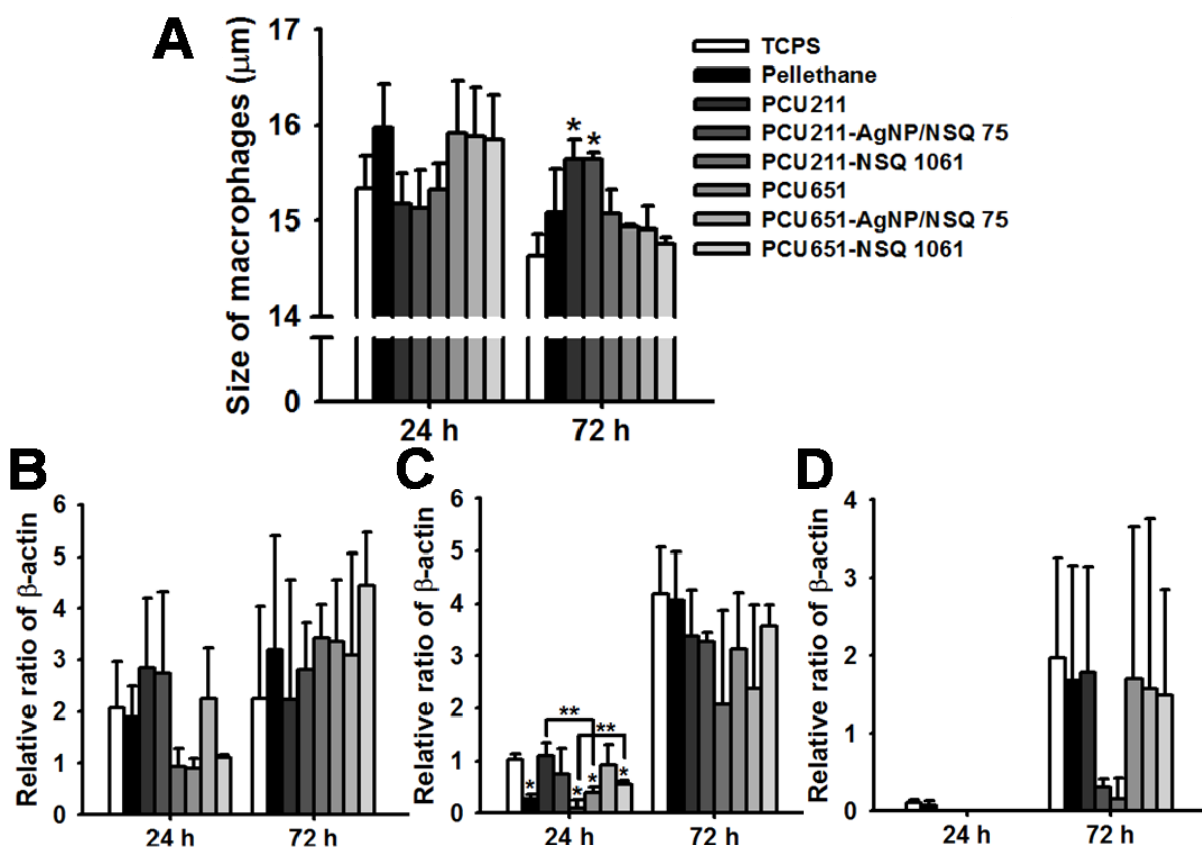 A
Size of macrophages (μm)
17
16
15
14
0
* *
24 h
72 h
TCPS
Pellethane
PCU211
PCU211-AgNP/NSQ 75
PCU211-NSQ 1061
PCU651
PCU651-AgNP/NSQ 75
PCU651-NSQ 1061
B
Relative ratio of β-actin
6
5
4
3
2
1
0
24 h
72 h
C
Relative ratio of β-actin
6
5
4
3
2
1
0
**
**
* * * *
24 h
72 h
D
Relative ratio of β-actin
4
3
2
1
0
24 h
72 h